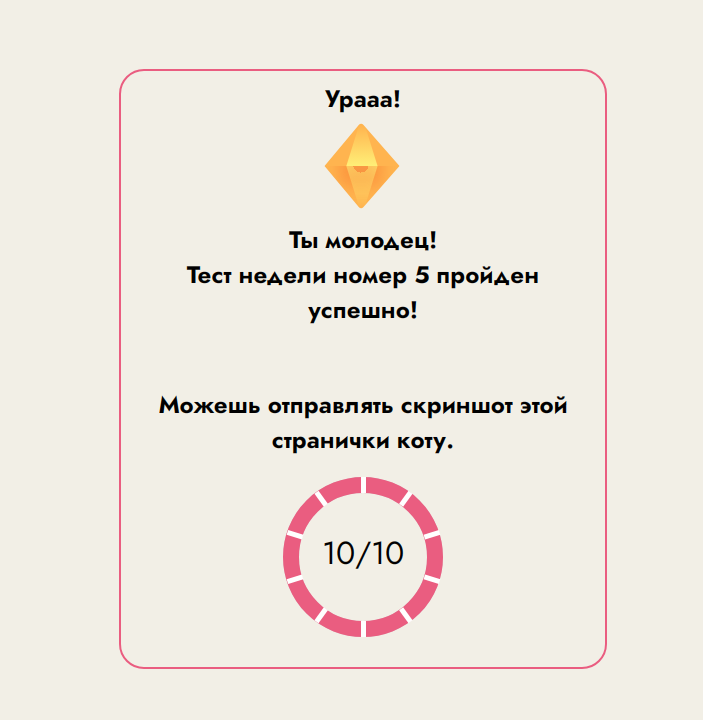 Урааа!
Ты молодец!
Тест недели номер 5 пройден
успешно!
Можешь отправлять скриншот этой
странички коту.
10/10